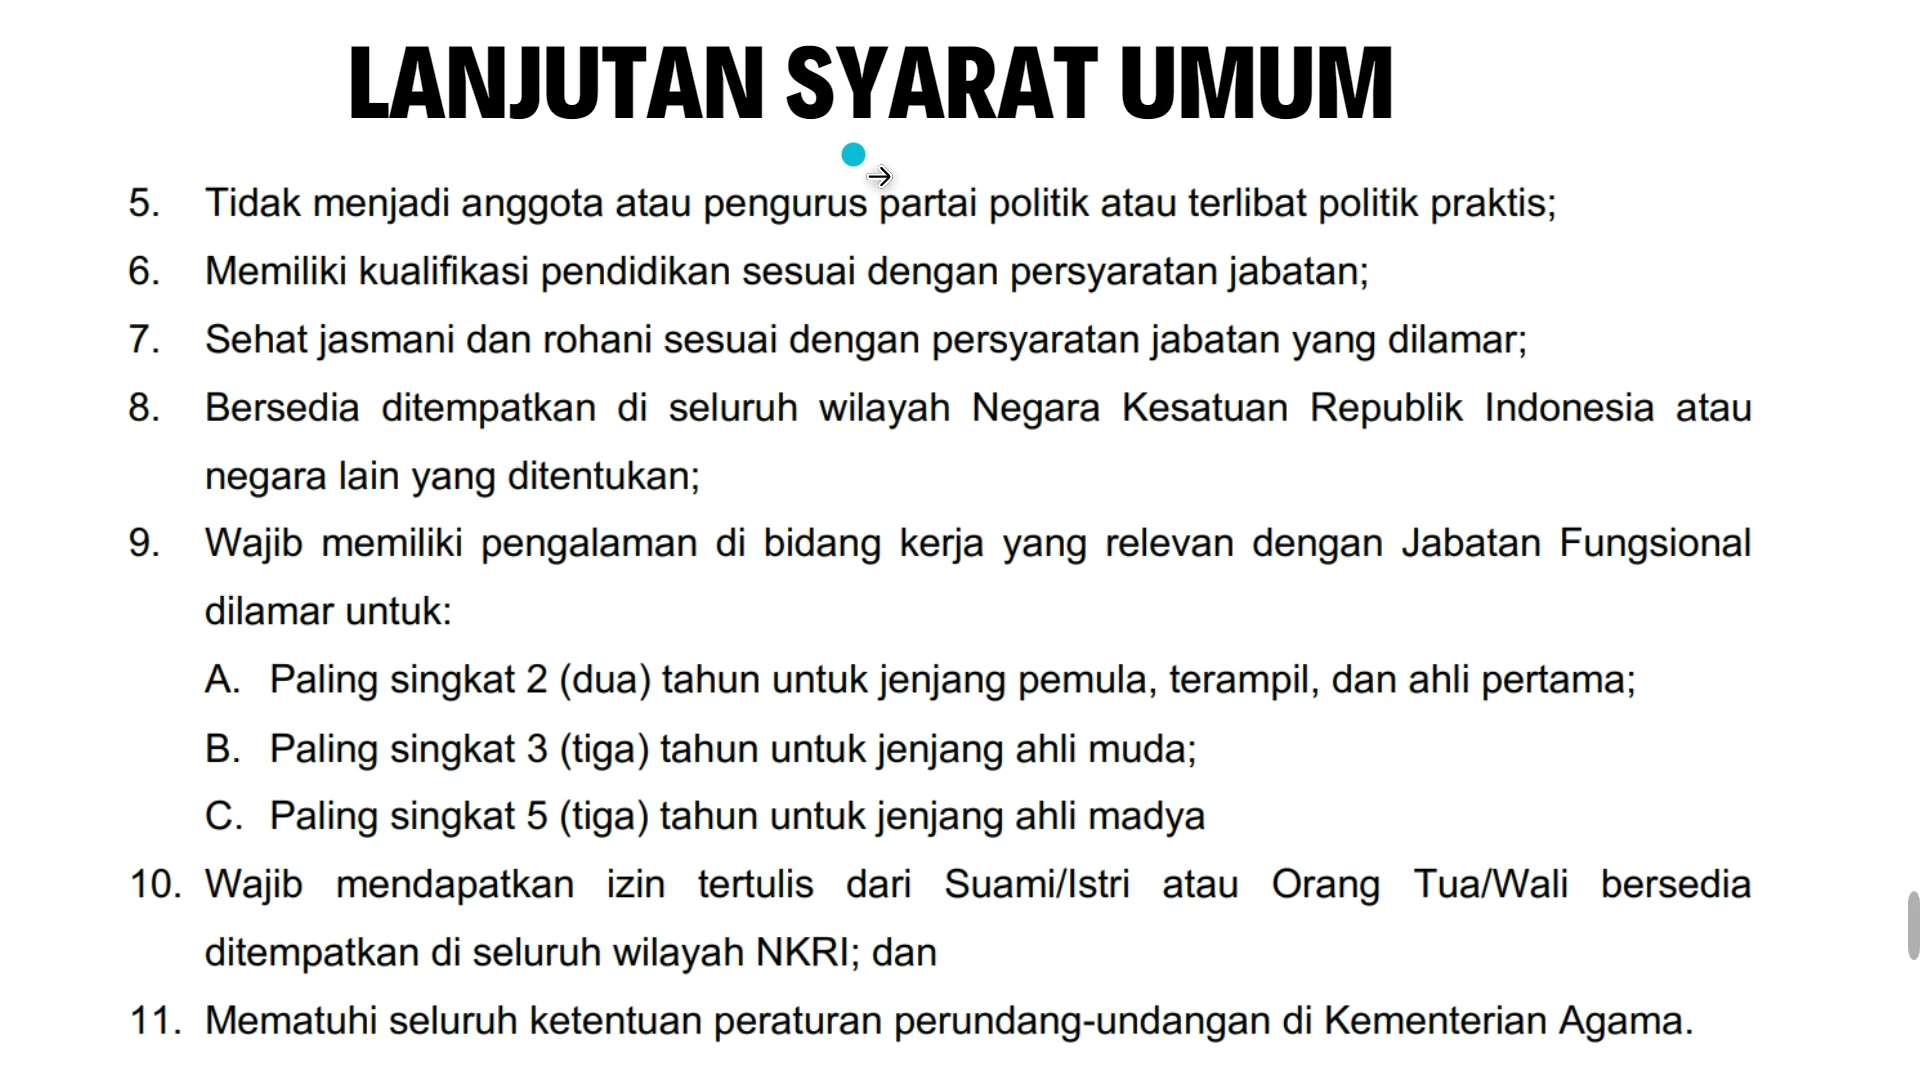 LANJUTAN SYARAT UMUM
5. Tidak menjadi anggota atau pengurus partai politik atau terlibat politik praktis;
6. Memiliki kualifikasi pendidikan sesuai dengan persyaratan jabatan;
7. Sehat jasmani dan rohani sesuai dengan persyaratan jabatan yang dilamar;
8. Bersedia ditempatkan di seluruh wilayah Negara Kesatuan Republik Indonesia atau
negara lain yang ditentukan;
9. Wajib memiliki pengalaman di bidang kerja yang relevan dengan Jabatan Fungsional
dilamar untuk:
A. Paling singkat 2 (dua) tahun untuk jenjang pemula, terampil, dan ahli pertama;
B. Paling singkat 3 (tiga) tahun untuk jenjang ahli muda;
C. Paling singkat 5 (tiga) tahun untuk jenjang ahli madya
10. Wajib mendapatkan izin tertulis dari Suami/Istri atau Orang Tua/Wali bersedia
ditempatkan di seluruh wilayah NKRI; dan
11. Mematuhi seluruh ketentuan peraturan perundang-undangan di Kementerian Agama.